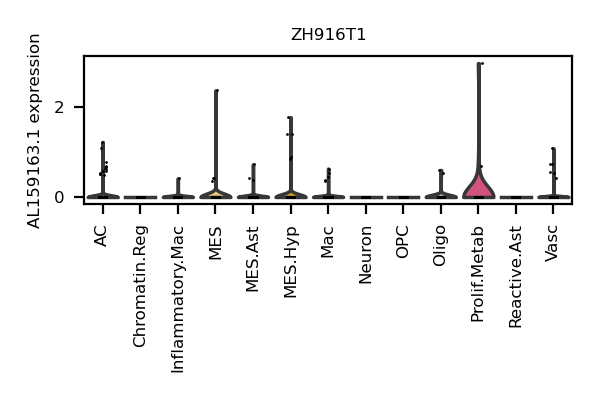 ZH916T1
AL159163.1 expression
2
0
AC
Chromatin.Reg
Inflammatory.Mac
MES
MES.Ast
MES.Hyp
Mac
Neuron
OPC
Oligo
Prolif.Metab
Reactive.Ast
Vasc